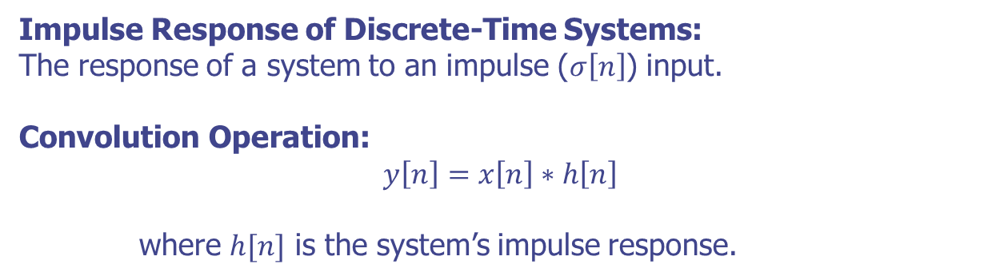 Impulse Response of Discrete-Time Systems:
The response of a system to an impulse (σ[n]) input.
Convolution Operation:
y[n] = x[n] ∗ h[n]
where h[n] is the system’s impulse response.